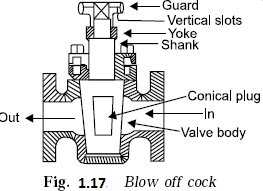 Guard
Vertical slots
Yoke
Shank
Conical plug
Out
In
Valve body
Fig. 1.17 Blow off cock